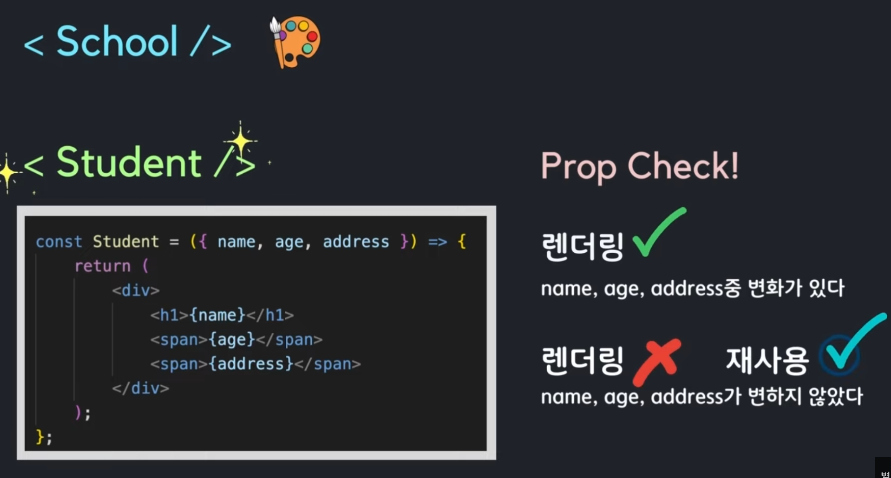 < School />
< Student />
Prop Check!
const Student = ({ name, age, address }) => {
return (
<div>
<h1>{name}</h1>
<span>{age}</span>
<span>{address}</span>
</div>
);
};
렌더링
name, age, address중 변화가 있다
렌더링 재사용
name, age, address가 변하지 않았다